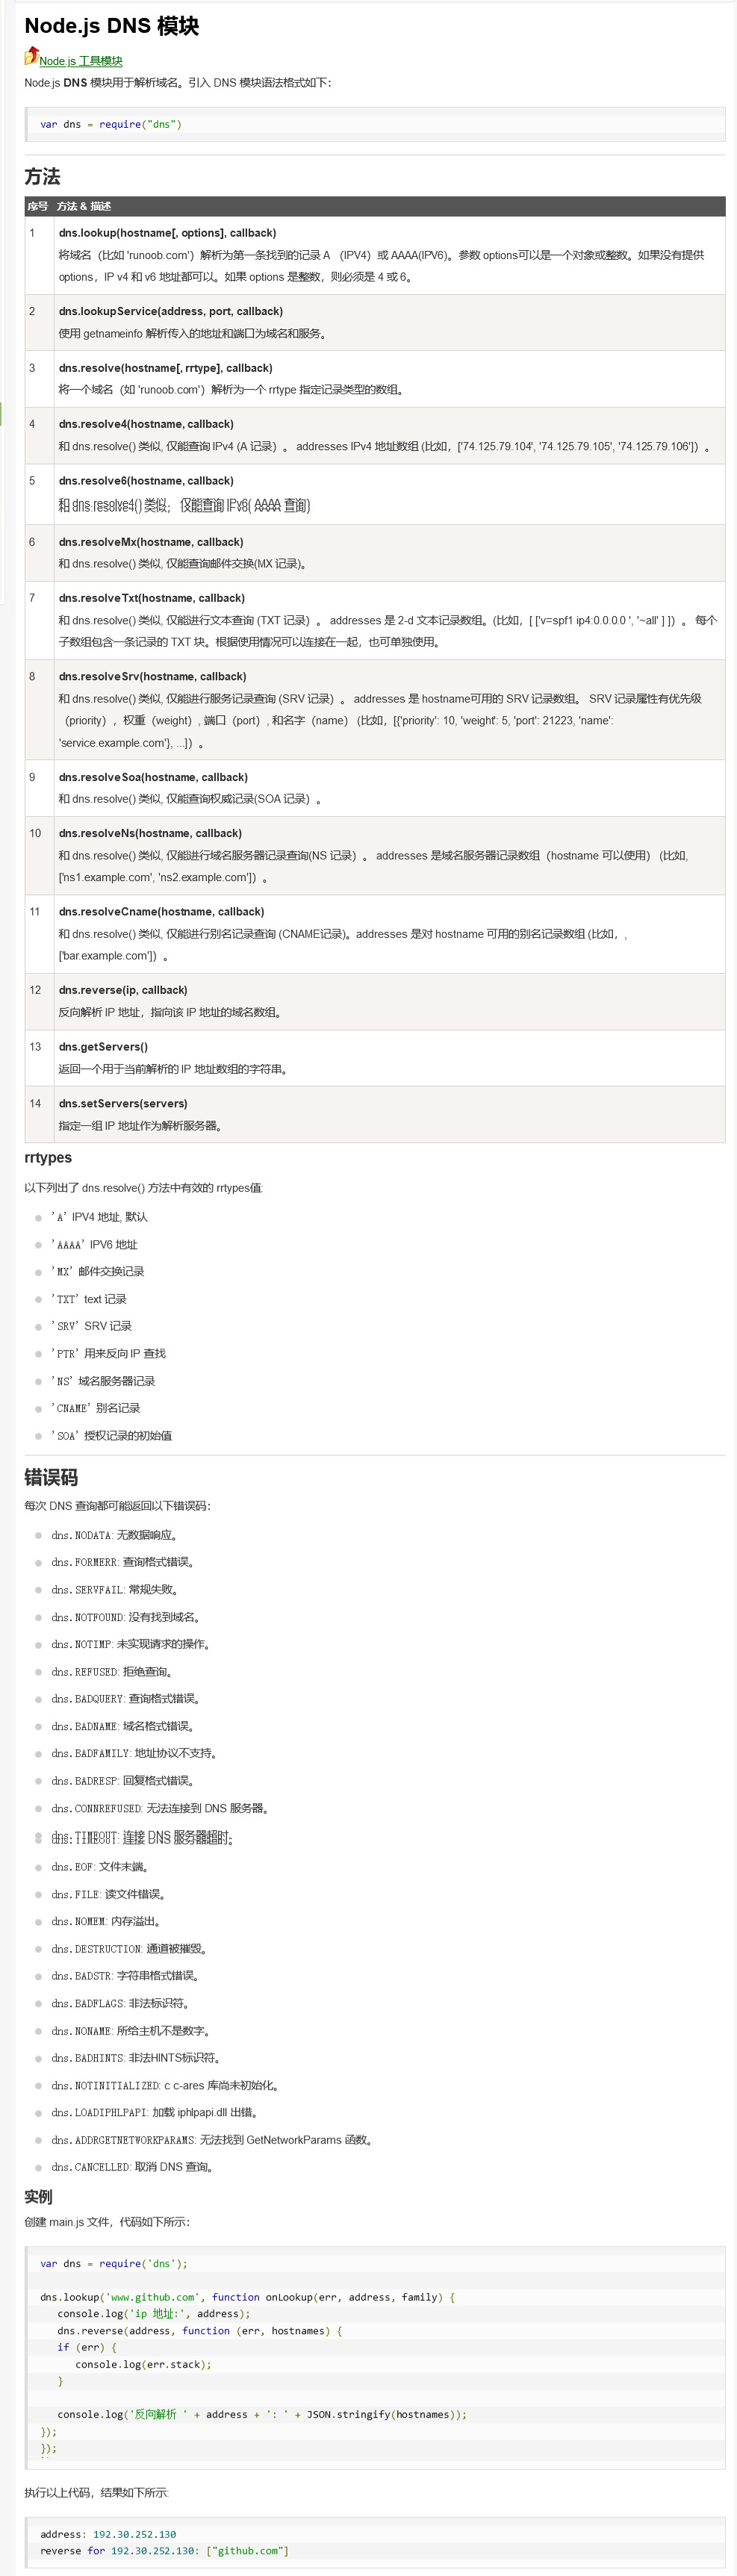 Node.js DNS 模块
Node.js 工具模块
Node.js DNS 模块用于解析域名。引入 DNS 模块语法格式如下：
var dns = require("dns")
方法
序号 方法 & 描述
1 dns.lookup(hostname[, options], callback)
将域名（比如 'runoob.com'）解析为第一条找到的记录 A （IPV4）或 AAAA(IPV6)。参数 options可以是一个对象或整数。如果没有提供
options，IP v4 和 v6 地址都可以。如果 options 是整数，则必须是 4 或 6。
2 dns.lookupService(address, port, callback)
使用 getnameinfo 解析传入的地址和端口为域名和服务。
3 dns.resolve(hostname[, rrtype], callback)
将一个域名（如 'runoob.com'）解析为一个 rrtype 指定记录类型的数组。
4 dns.resolve4(hostname, callback)
和 dns.resolve() 类似, 仅能查询 IPv4 (A 记录）。 addresses IPv4 地址数组 (比如，['74.125.79.104', '74.125.79.105', '74.125.79.106']）。
5 dns.resolve6(hostname, callback)
和 dns.resolve4() 类似， 仅能查询 IPv6( AAAA 查询)
6 dns.resolveMx(hostname, callback)
和 dns.resolve() 类似, 仅能查询邮件交换(MX 记录)。
7 dns.resolveTxt(hostname, callback)
和 dns.resolve() 类似, 仅能进行文本查询 (TXT 记录）。 addresses 是 2-d 文本记录数组。(比如，[ ['v=spf1 ip4:0.0.0.0 ', '~all' ] ]）。 每个
子数组包含一条记录的 TXT 块。根据使用情况可以连接在一起，也可单独使用。
8 dns.resolveSrv(hostname, callback)
和 dns.resolve() 类似, 仅能进行服务记录查询 (SRV 记录）。 addresses 是 hostname可用的 SRV 记录数组。 SRV 记录属性有优先级
（priority），权重（weight）, 端口（port）, 和名字（name） (比如，[{'priority': 10, 'weight': 5, 'port': 21223, 'name':
'service.example.com'}, ...]）。
9 dns.resolveSoa(hostname, callback)
和 dns.resolve() 类似, 仅能查询权威记录(SOA 记录）。
10 dns.resolveNs(hostname, callback)
和 dns.resolve() 类似, 仅能进行域名服务器记录查询(NS 记录）。 addresses 是域名服务器记录数组（hostname 可以使用） (比如,
['ns1.example.com', 'ns2.example.com']）。
11 dns.resolveCname(hostname, callback)
和 dns.resolve() 类似, 仅能进行别名记录查询 (CNAME记录)。addresses 是对 hostname 可用的别名记录数组 (比如，,
['bar.example.com']）。
12 dns.reverse(ip, callback)
反向解析 IP 地址，指向该 IP 地址的域名数组。
13 dns.getServers()
返回一个用于当前解析的 IP 地址数组的字符串。
14 dns.setServers(servers)
指定一组 IP 地址作为解析服务器。
rrtypes
以下列出了 dns.resolve() 方法中有效的 rrtypes值:
'A' IPV4 地址, 默认
'AAAA' IPV6 地址
'MX' 邮件交换记录
'TXT' text 记录
'SRV' SRV 记录
'PTR' 用来反向 IP 查找
'NS' 域名服务器记录
'CNAME' 别名记录
'SOA' 授权记录的初始值
错误码
每次 DNS 查询都可能返回以下错误码：
dns.NODATA: 无数据响应。
dns.FORMERR: 查询格式错误。
dns.SERVFAIL: 常规失败。
dns.NOTFOUND: 没有找到域名。
dns.NOTIMP: 未实现请求的操作。
dns.REFUSED: 拒绝查询。
dns.BADQUERY: 查询格式错误。
dns.BADNAME: 域名格式错误。
dns.BADFAMILY: 地址协议不支持。
dns.BADRESP: 回复格式错误。
dns.CONNREFUSED: 无法连接到 DNS 服务器。
dns.TIMEOUT: 连接 DNS 服务器超时。
dns.EOF: 文件末端。
dns.FILE: 读文件错误。
dns.NOMEM: 内存溢出。
dns.DESTRUCTION: 通道被摧毁。
dns.BADSTR: 字符串格式错误。
dns.BADFLAGS: 非法标识符。
dns.NONAME: 所给主机不是数字。
dns.BADHINTS: 非法HINTS标识符。
dns.NOTINITIALIZED: c c-ares 库尚未初始化。
dns.LOADIPHLPAPI: 加载 iphlpapi.dll 出错。
dns.ADDRGETNETWORKPARAMS: 无法找到 GetNetworkParams 函数。
dns.CANCELLED: 取消 DNS 查询。
实例
创建 main.js 文件，代码如下所示：
var dns = require('dns');
dns.lookup('www.github.com', function onLookup(err, address, family) {
console.log('ip 地址:', address);
dns.reverse(address, function (err, hostnames) {
if (err) {
console.log(err.stack);
}
console.log('反向解析 ' + address + ': ' + JSON.stringify(hostnames));
});
});
执行以上代码，结果如下所示:
address: 192.30.252.130
reverse for 192.30.252.130: ["github.com"]